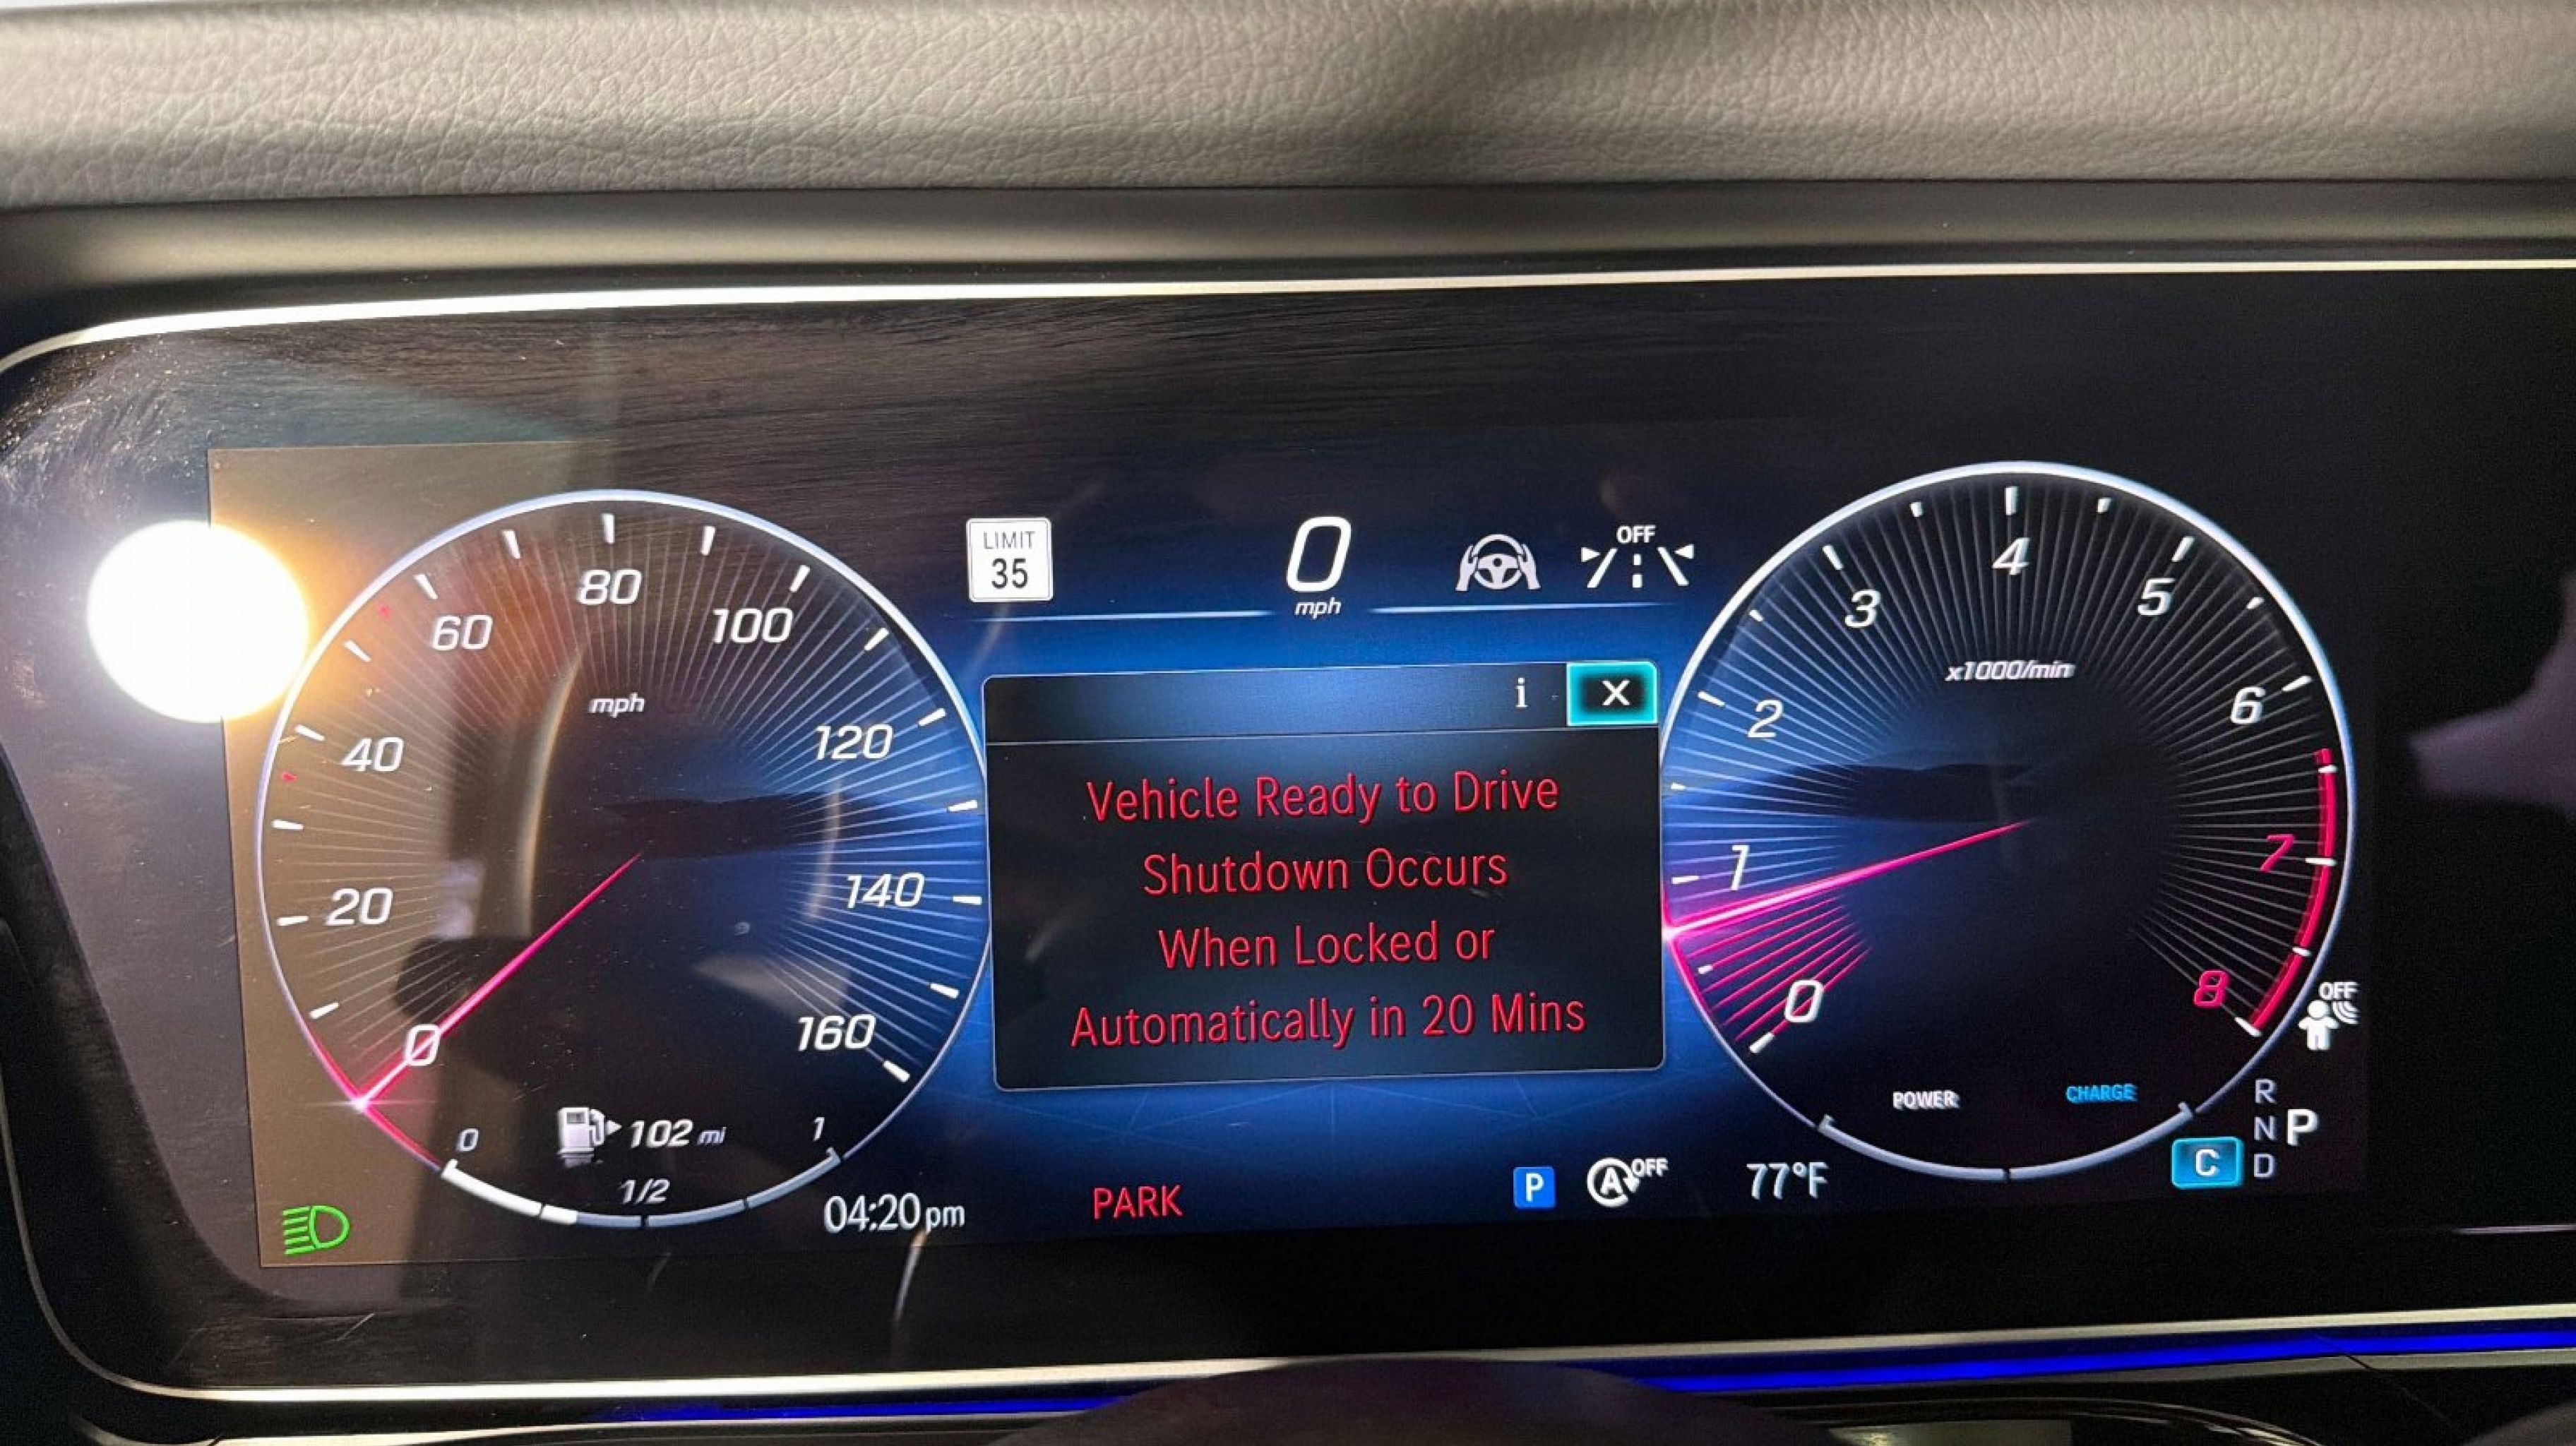 LIMIT
35
0
mph
OFF
0
20
40
60
80
100
120
140
160
mph
0
1/2
1
102 mi
04:20 pm
i X
Vehicle Ready to Drive
Shutdown Occurs
When Locked or
Automatically in 20 Mins
PARK
P
A OFF
77°F
0
1
2
3
4
5
6
7
8
x1000/min
POWER
CHARGE
OFF
R
N P
C D